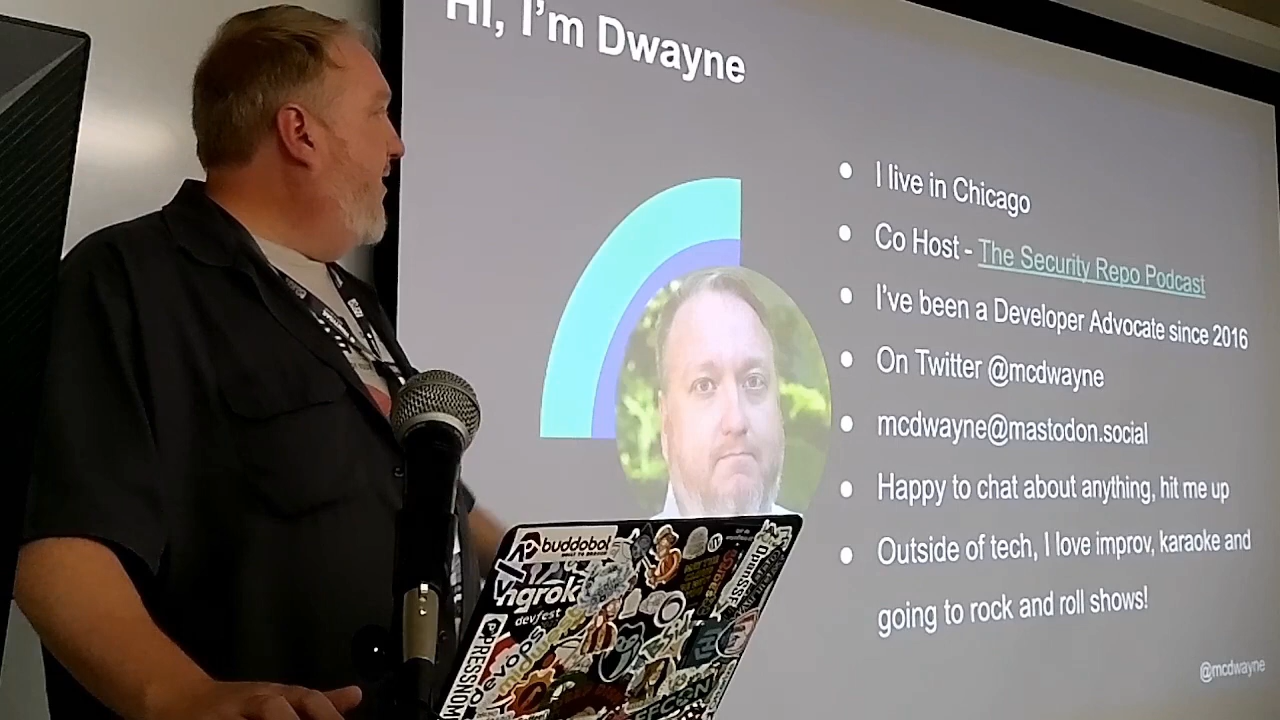 Hi, I'm Dwayne
I live in Chicago
Co Host - The Security Repo Podcast
I've been a Developer Advocate since 2016
On Twitter @mcdwayne
mcdwayne@mastodon.social
Happy to chat about anything, hit me up
Outside of tech, I love improv, karaoke and
going to rock and roll shows!
@mcdwayne
buddobot
ngrok
devfest
OpenSSF